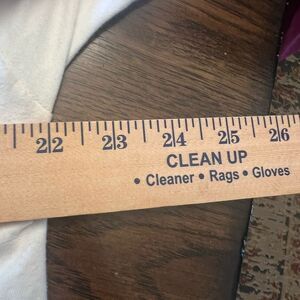 22 23 24 25 26
CLEAN UP
• Cleaner • Rags • Gloves